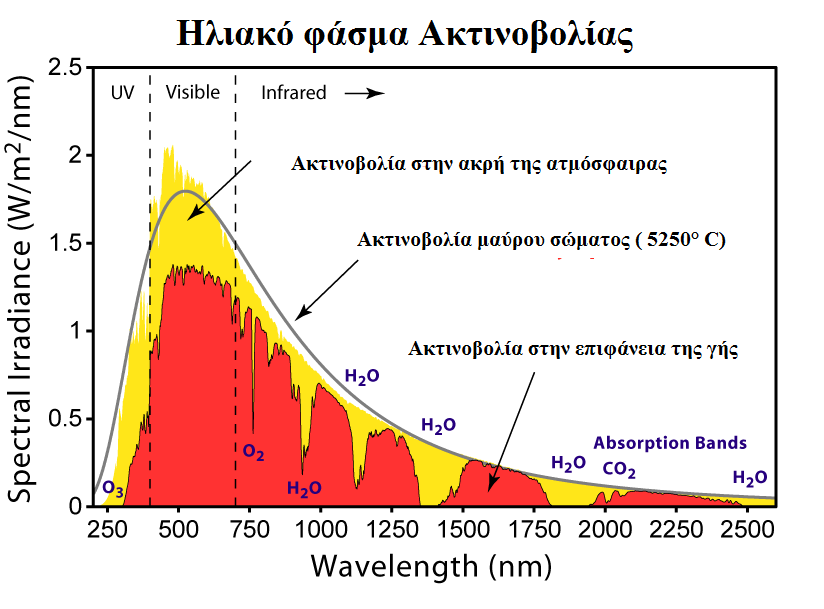 Ηλιακό φάσμα Ακτινοβολίας
UV Visible Infrared
Ακτινοβολία στην ακρή της ατμόσφαιρας
Ακτινοβολία μαύρου σώματος ( 5250° C)
Ακτινοβολία στην επιφάνεια της γής
H₂O
H₂O
Absorption Bands
O₂
H₂O
CO₂
H₂O
O₃
H₂O
Spectral Irradiance (W/m²/nm)
2.5
2
1.5
1
0.5
0
250 500 750 1000 1250 1500 1750 2000 2250 2500
Wavelength (nm)